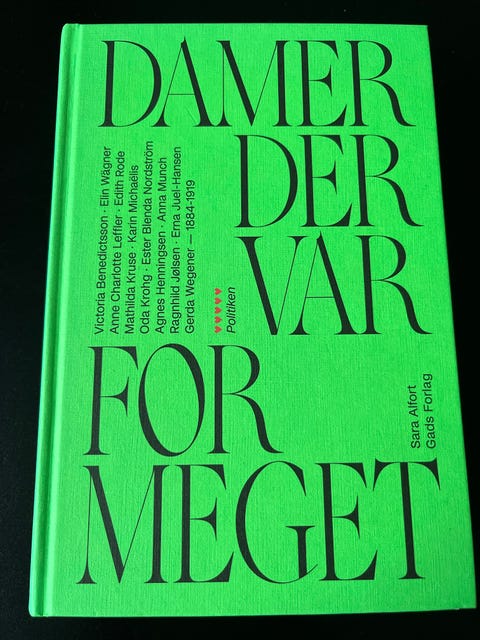 DAMER
DER
VAR
FOR
MEGET
Victoria Benedictsson · Elin Wägner
Anne Charlotte Leffler · Edith Rode
Mathilda Kruse · Karin Michaëlis
Oda Krohg · Ester Blenda Nordström
Agnes Henningsen · Anna Munch
Ragnhild Jølsen · Erna Juel-Hansen
Gerda Wegener — 1884-1919
♥♥♥♥♥
Politiken
Sara Alfort
Gads Forlag